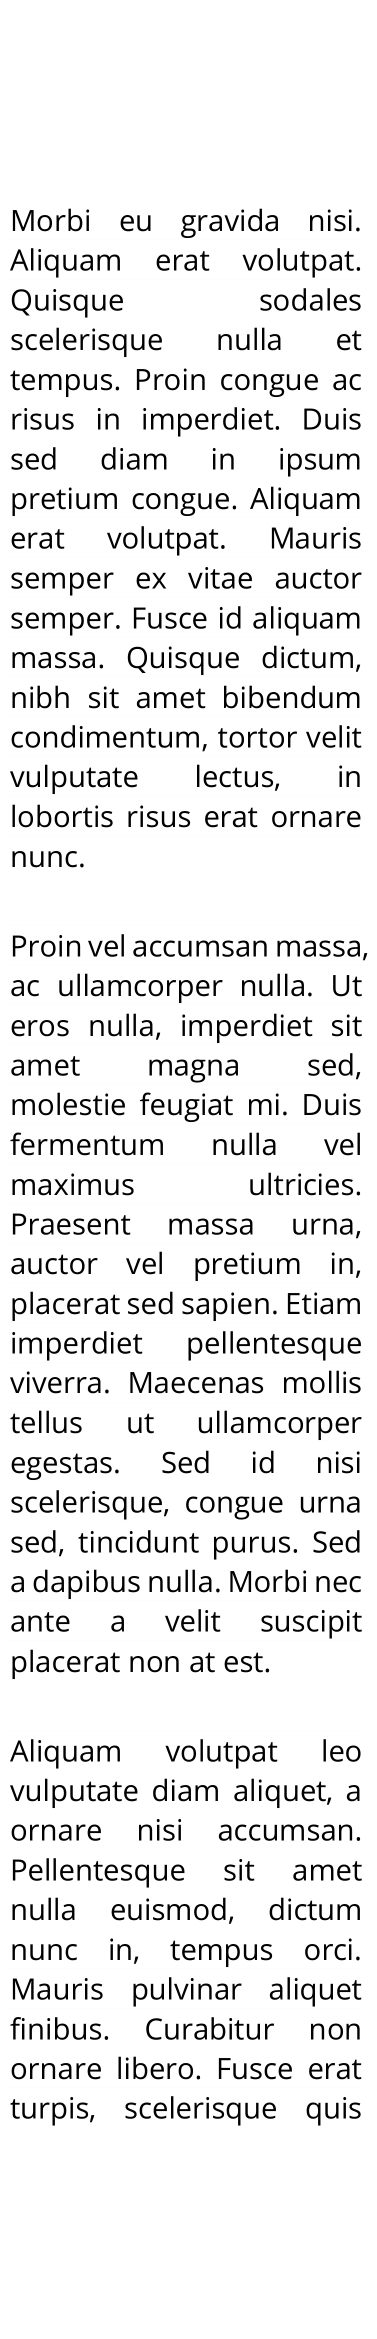 Morbi eu gravida nisi.
Aliquam erat volutpat.
Quisque sodales
scelerisque nulla et
tempus. Proin congue ac
risus in imperdiet. Duis
sed diam in ipsum
pretium congue. Aliquam
erat volutpat. Mauris
semper ex vitae auctor
semper. Fusce id aliquam
massa. Quisque dictum,
nibh sit amet bibendum
condimentum, tortor velit
vulputate lectus, in
lobortis risus erat ornare
nunc.

Proin vel accumsan massa,
ac ullamcorper nulla. Ut
eros nulla, imperdiet sit
amet magna sed,
molestie feugiat mi. Duis
fermentum nulla vel
maximus ultricies.
Praesent massa urna,
auctor vel pretium in,
placerat sed sapien. Etiam
imperdiet pellentesque
viverra. Maecenas mollis
tellus ut ullamcorper
egestas. Sed id nisi
scelerisque, congue urna
sed, tincidunt purus. Sed
a dapibus nulla. Morbi nec
ante a velit suscipit
placerat non at est.

Aliquam volutpat leo
vulputate diam aliquet, a
ornare nisi accumsan.
Pellentesque sit amet
nulla euismod, dictum
nunc in, tempus orci.
Mauris pulvinar aliquet
finibus. Curabitur non
ornare libero. Fusce erat
turpis, scelerisque quis